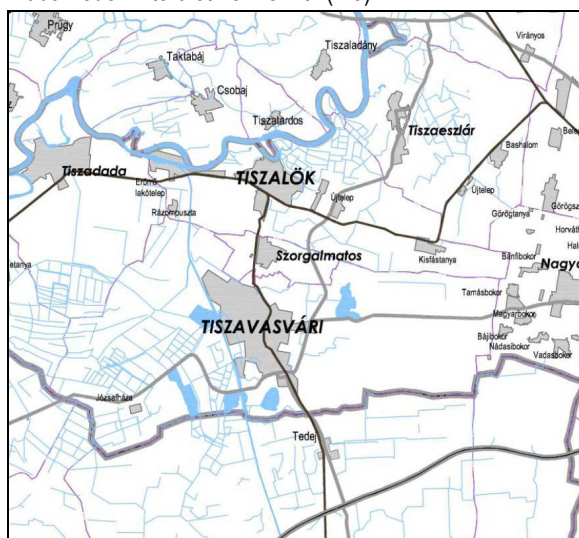 Prügy
Taktabáj
Csobaj
Tiszaladány
Virányos
Tiszatardos
Tiszaeszlár
Bashalom
Tiszadada
Erőmű
lakótelep
TISZALÖK
Újtelep
Újtelep
Rázompuszta
Görögtanya
Szorgalmatos
Kisfástanya
Bánfibokor
Tamásbokor
TISZAVASVÁRI
Magyarbokor
Bájibokor
Nádasibokor
Vadasbokor
Józsefháza
Tedej